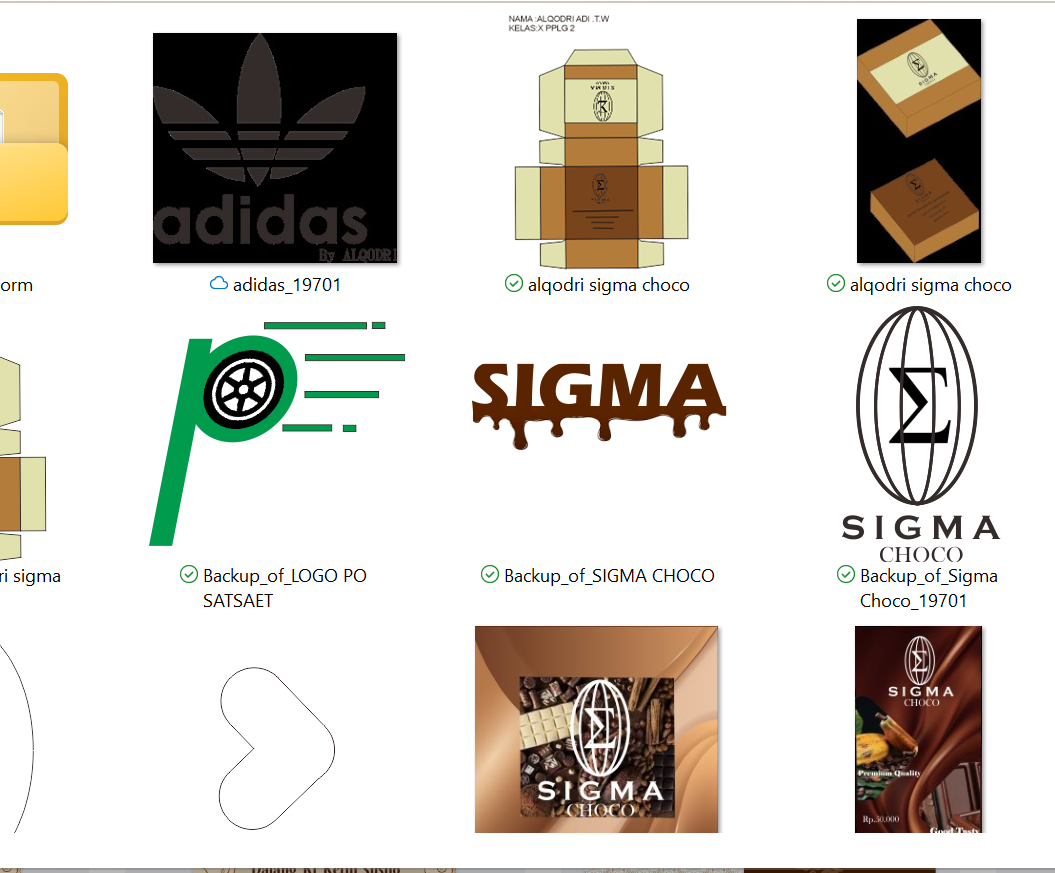 NAMA :ALQODRI ADI .T.W
KELAS:X PPLG 2
adidas
By ALQODRI
SIGMA
SIGMA
orm
adidas_19701
alqodri sigma choco
alqodri sigma choco
SIGMA
Σ
SIGMA
CHOCO
ri sigma
Backup_of_LOGO PO
SATSAET
Backup_of_SIGMA CHOCO
Backup_of_Sigma
Choco_19701
Σ
SIGMA
CHOCO
Σ
SIGMA
CHOCO
Premium Quality
Rp.50.000
Good Tasty